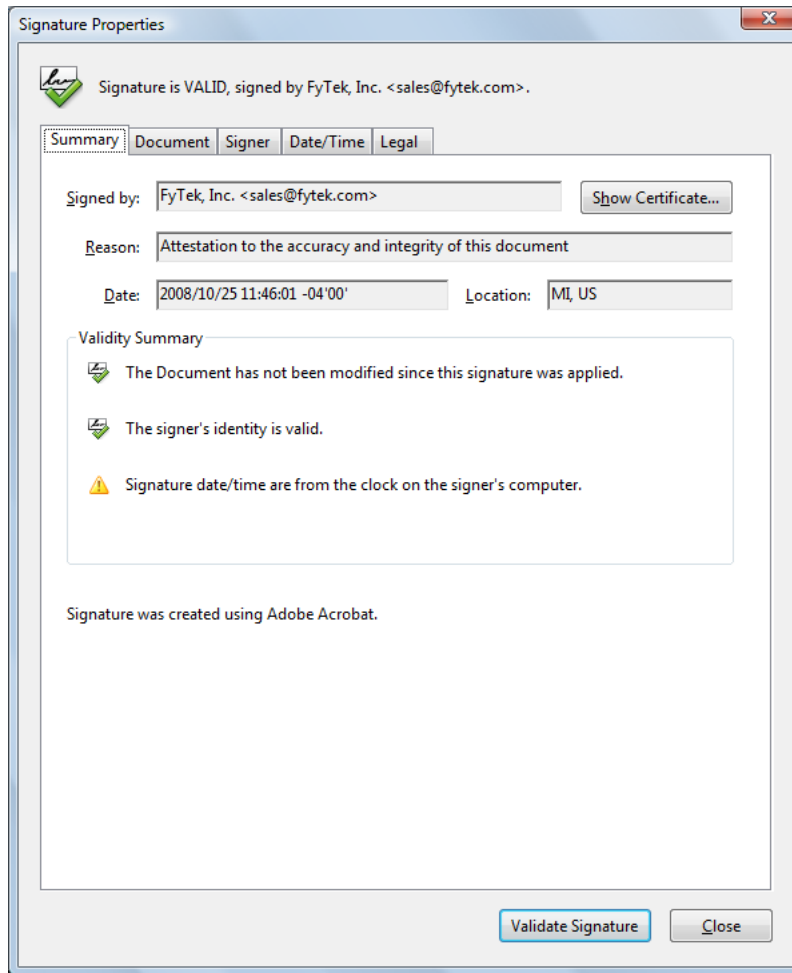 Signature Properties
Signature is VALID, signed by FyTek, Inc. <sales@fytek.com>.
Summary Document Signer Date/Time Legal
Signed by: FyTek, Inc. <sales@fytek.com> Show Certificate...
Reason: Attestation to the accuracy and integrity of this document
Date: 2008/10/25 11:46:01 -04'00' Location: MI, US
Validity Summary
The Document has not been modified since this signature was applied.
The signer's identity is valid.
Signature date/time are from the clock on the signer's computer.
Signature was created using Adobe Acrobat.
Validate Signature Close